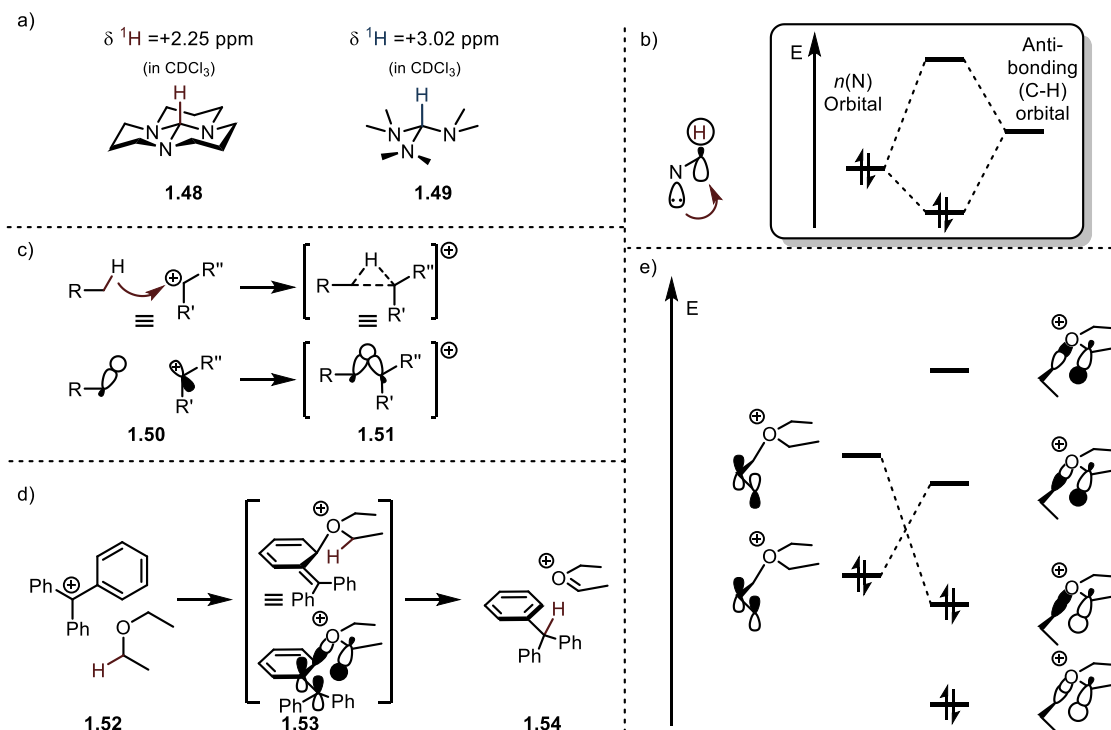 a)
δ ¹H =+2.25 ppm
(in CDCl₃)
H
N
N
N
1.48
δ ¹H =+3.02 ppm
(in CDCl₃)
H
N
N
N
1.49
b)
H
N
E
n(N)
Orbital
Anti-
bonding
(C-H)
orbital
c)
H
R
⊕
R''
R'
≡
R
⊕
R''
R'
1.50
H
R
R''
R'
⊕
≡
R
R''
R'
⊕
1.51
d)
Ph
⊕
Ph
O
H
1.52
⊕
O
H
Ph
Ph
≡
⊕
O
Ph
Ph
1.53
⊕
O
H
Ph
Ph
1.54
e)
E
⊕
O
⊕
O
⊕
O
⊕
O
⊕
O
⊕
O